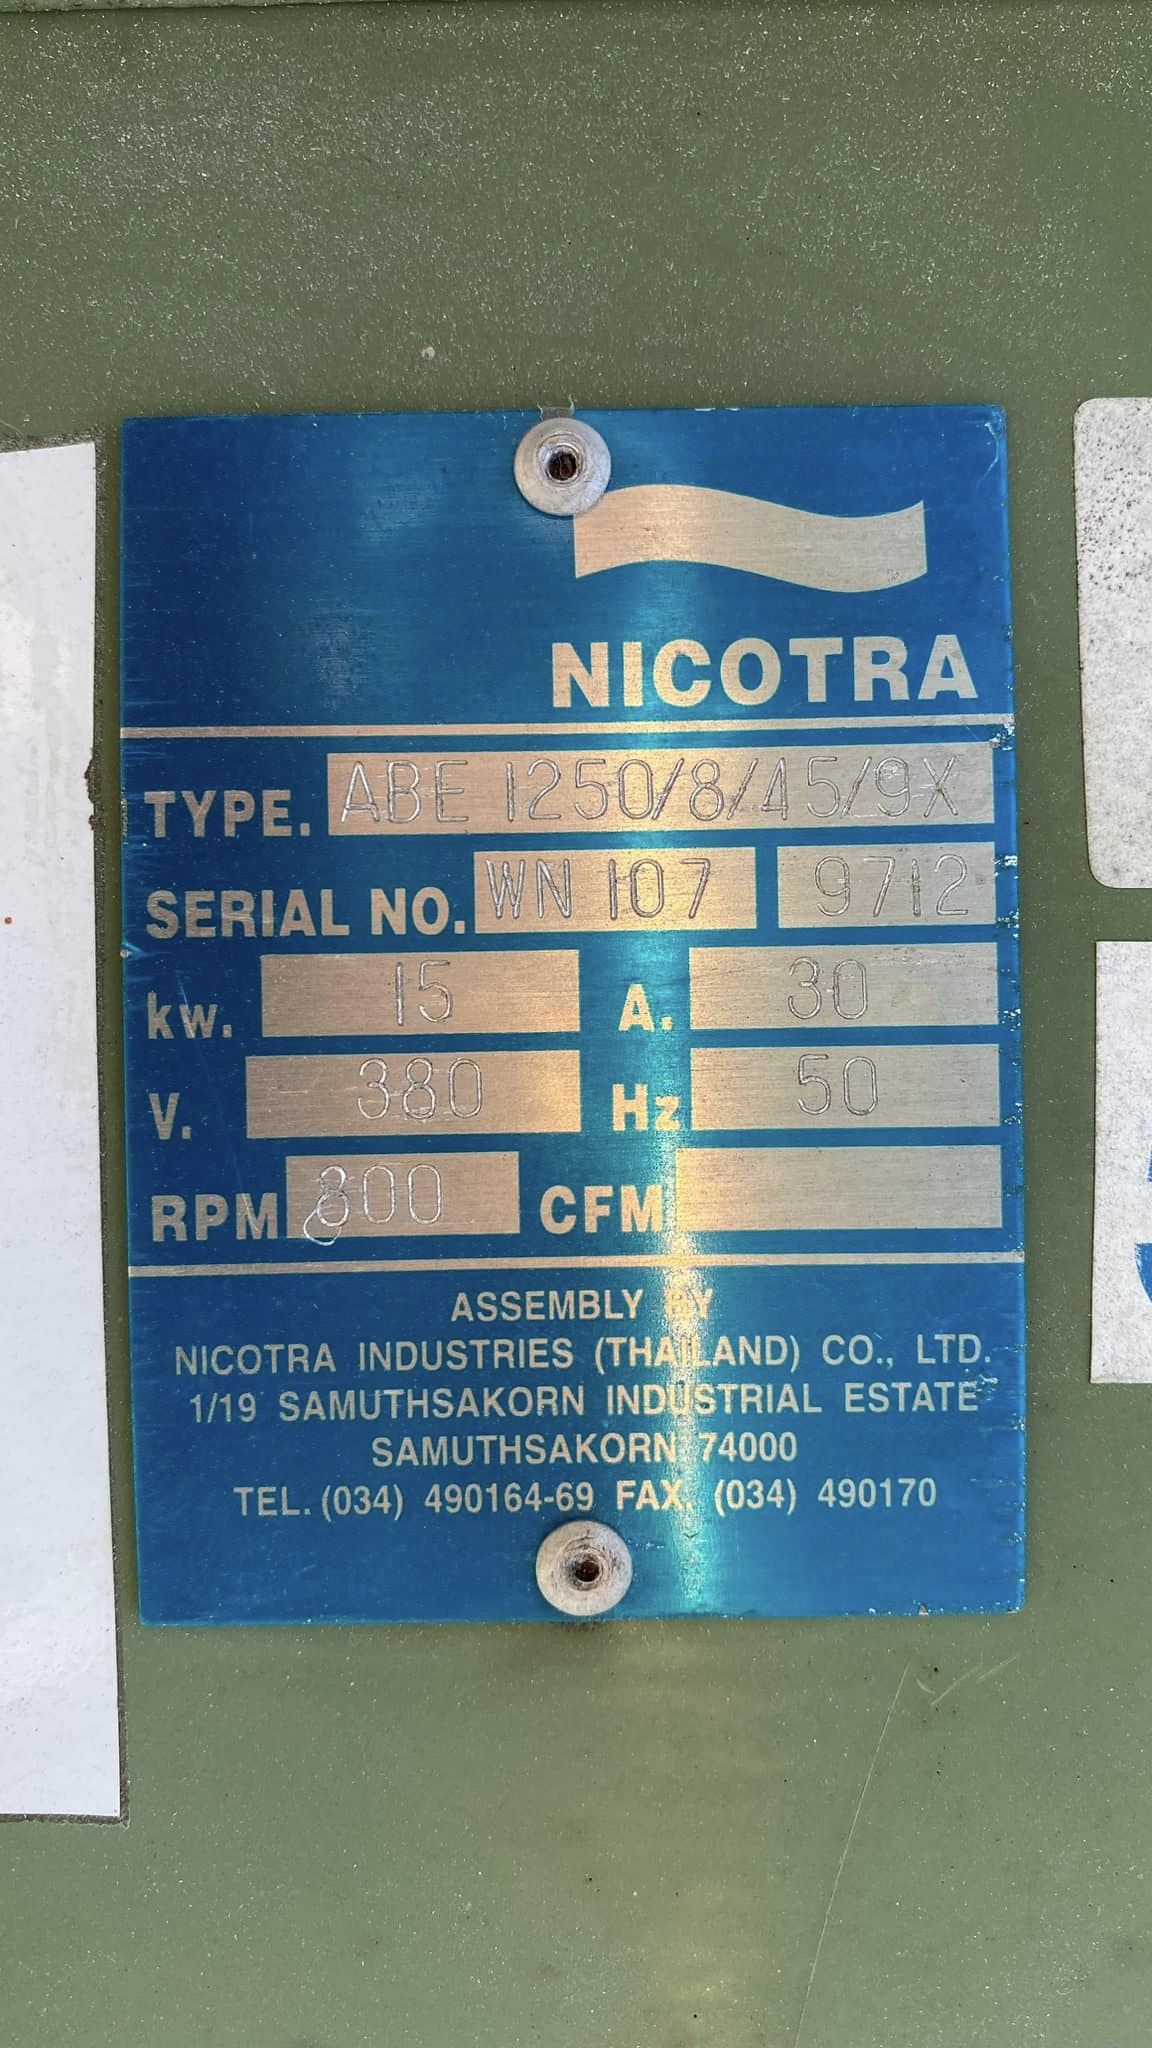 NICOTRA
TYPE. ABE 1250/8/45/9X
SERIAL NO. WN 107 9712
kw. 15 A. 30
V. 380 Hz 50
RPM 800 CFM
ASSEMBLY BY
NICOTRA INDUSTRIES (THAILAND) CO., LTD.
1/19 SAMUTHSAKORN INDUSTRIAL ESTATE
SAMUTHSAKORN 74000
TEL. (034) 490164-69 FAX. (034) 490170